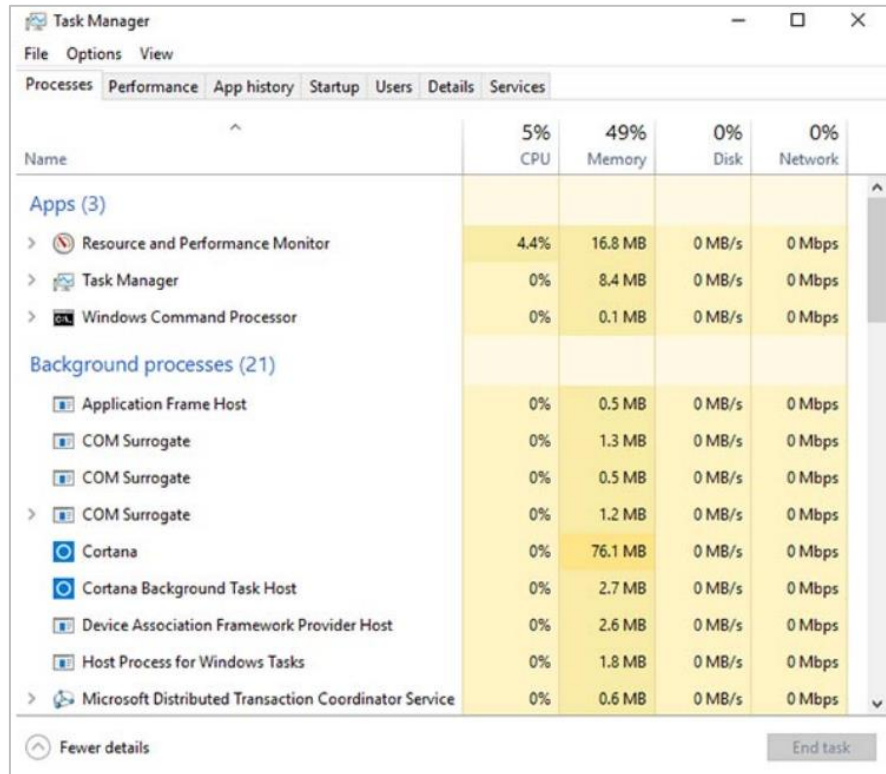 Task Manager
File Options View
Processes Performance App history Startup Users Details Services
5% 49% 0% 0%
Name CPU Memory Disk Network
Apps (3)
Resource and Performance Monitor 4.4% 16.8 MB 0 MB/s 0 Mbps
Task Manager 0% 8.4 MB 0 MB/s 0 Mbps
Windows Command Processor 0% 0.1 MB 0 MB/s 0 Mbps
Background processes (21)
Application Frame Host 0% 0.5 MB 0 MB/s 0 Mbps
COM Surrogate 0% 1.3 MB 0 MB/s 0 Mbps
COM Surrogate 0% 0.5 MB 0 MB/s 0 Mbps
COM Surrogate 0% 1.2 MB 0 MB/s 0 Mbps
Cortana 0% 76.1 MB 0 MB/s 0 Mbps
Cortana Background Task Host 0% 2.7 MB 0 MB/s 0 Mbps
Device Association Framework Provider Host 0% 2.6 MB 0 MB/s 0 Mbps
Host Process for Windows Tasks 0% 1.8 MB 0 MB/s 0 Mbps
Microsoft Distributed Transaction Coordinator Service 0% 0.6 MB 0 MB/s 0 Mbps
Fewer details End task